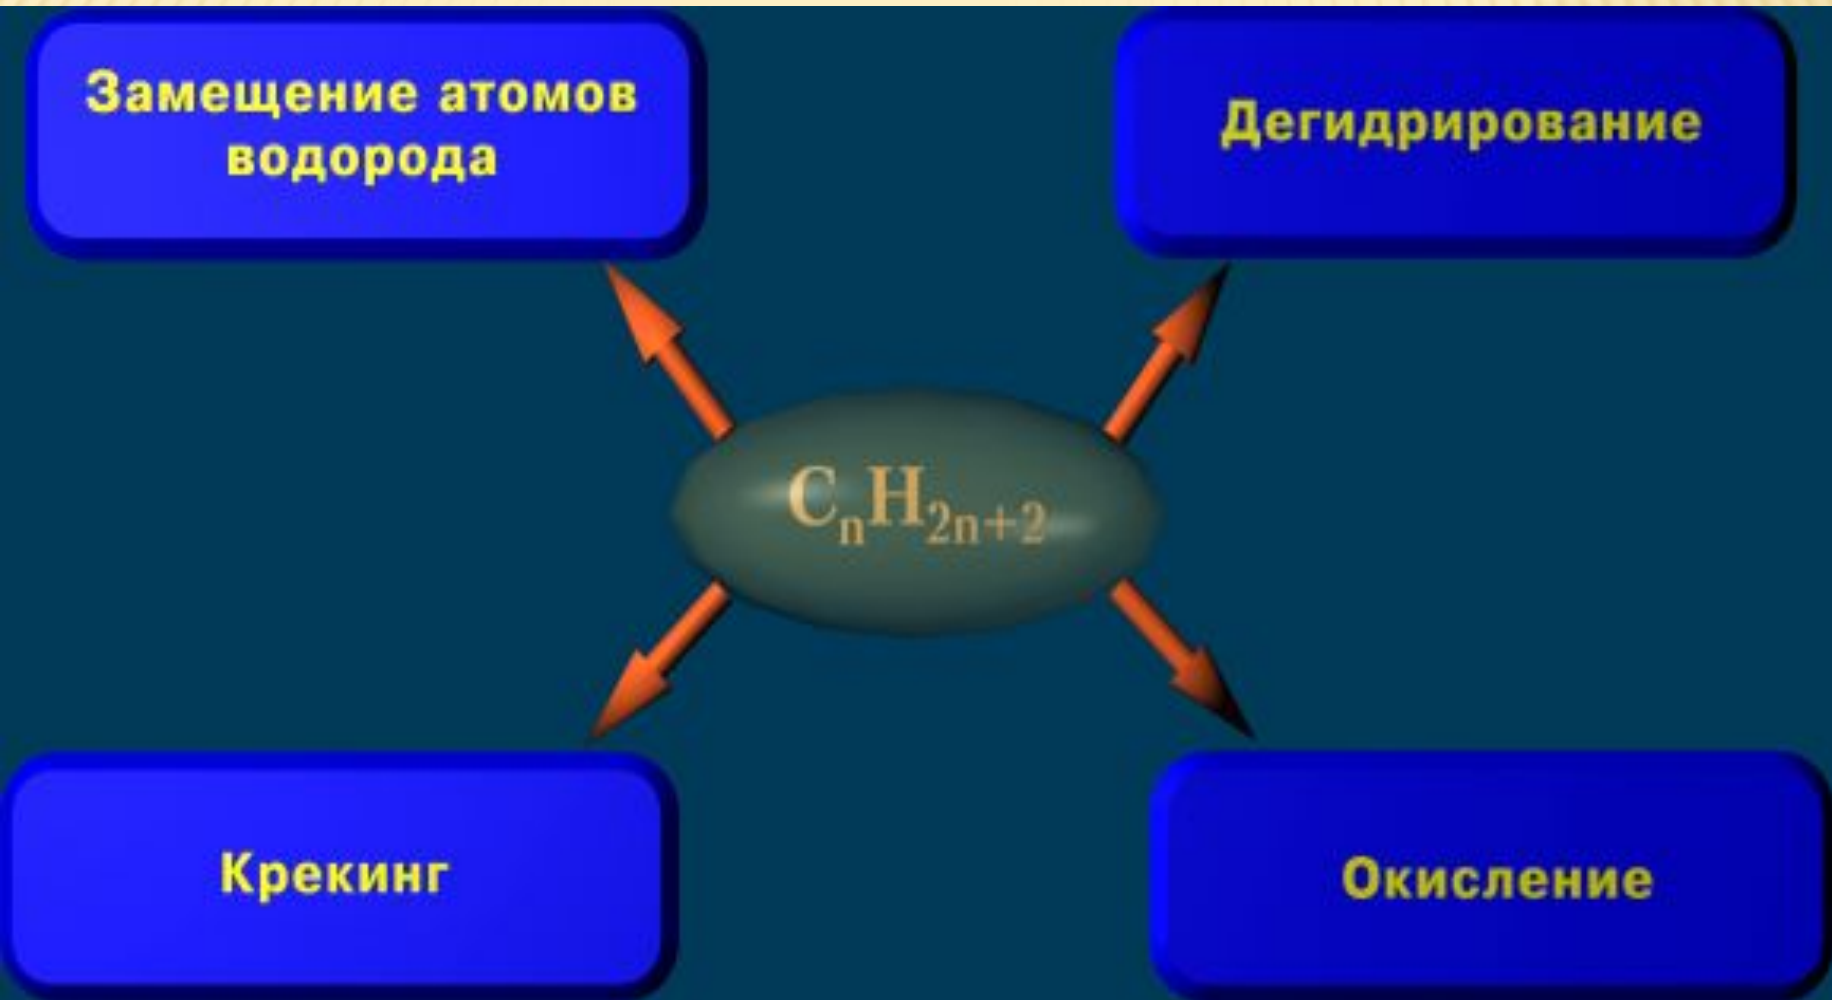 Замещение атомов
водорода
Дегидрирование
CₙH₂ₙ₊₂
Крекинг
Окисление